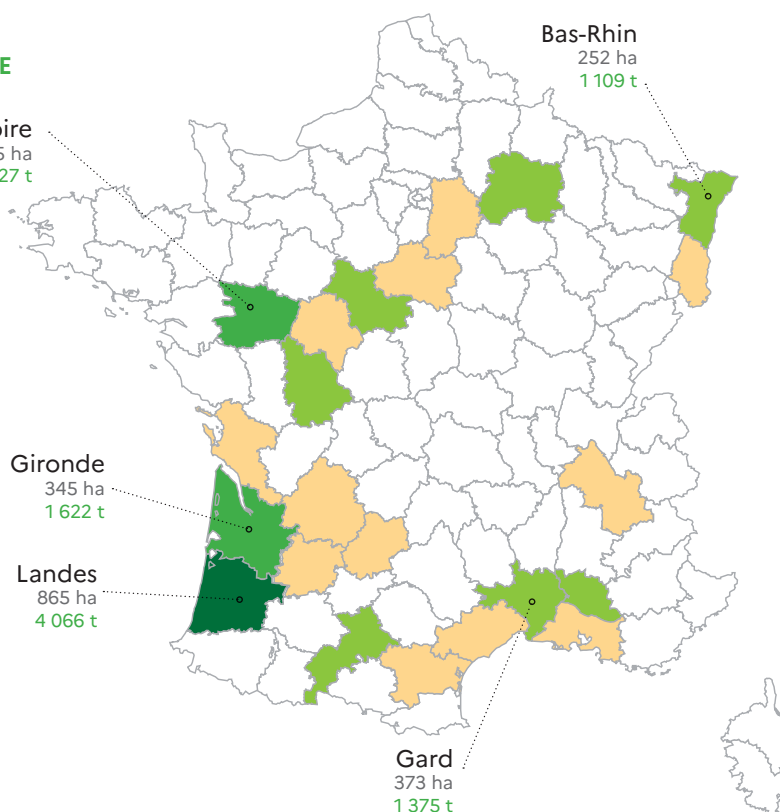 Bas-Rhin
252 ha
1 109 t
E
oire
5 ha
27 t
Gironde
345 ha
1 622 t
Landes
865 ha
4 066 t
Gard
373 ha
1 375 t